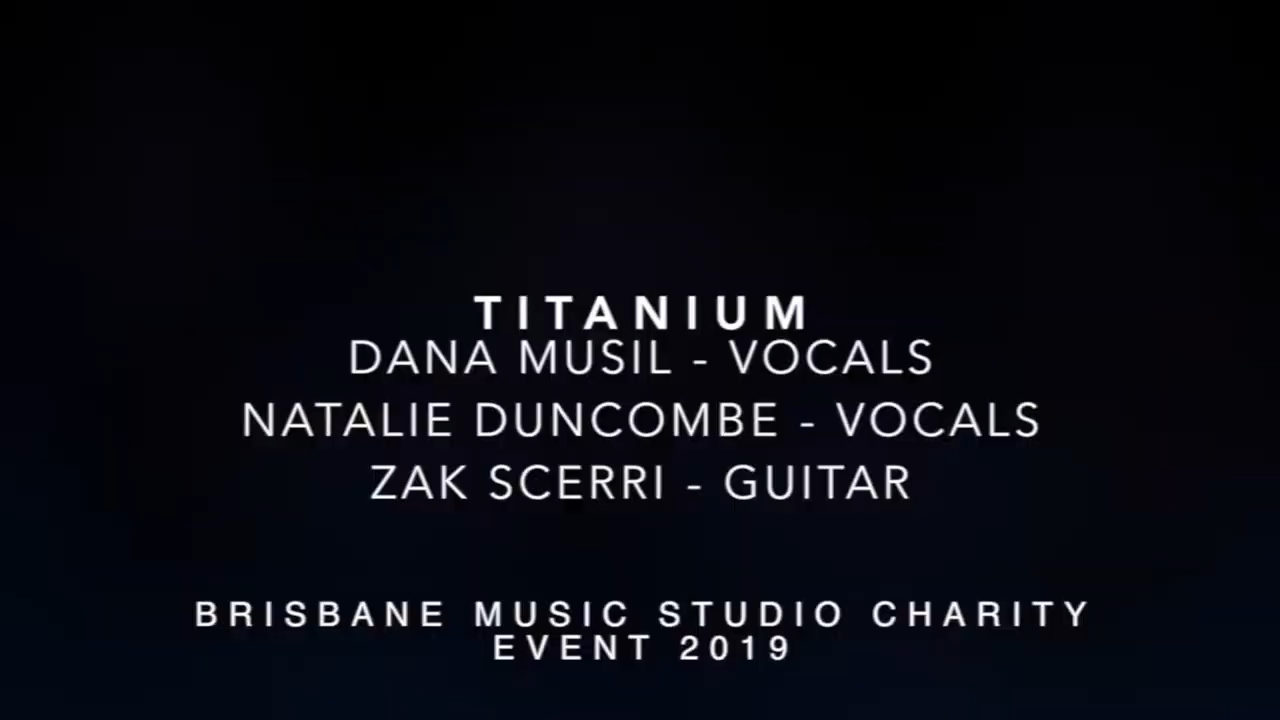 TITANIUM
DANA MUSIL - VOCALS
NATALIE DUNCOMBE - VOCALS
ZAK SCERRI - GUITAR
BRISBANE MUSIC STUDIO CHARITY
EVENT 2019